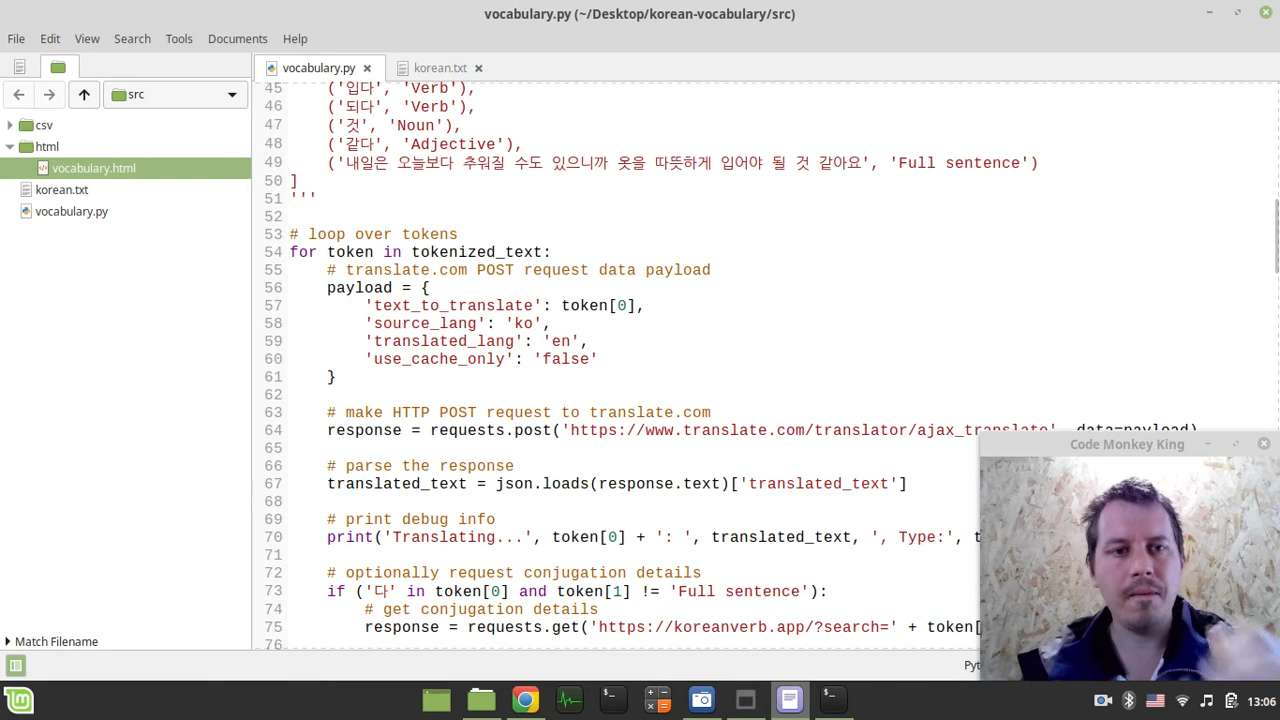 vocabulary.py (~/Desktop/korean-vocabulary/src)
File Edit View Search Tools Documents Help
vocabulary.py korean.txt
src
csv
html
vocabulary.html
korean.txt
vocabulary.py
45 ('입다', 'Verb'),
46 ('되다', 'Verb'),
47 ('것', 'Noun'),
48 ('같다', 'Adjective'),
49 ('내일은 오늘보다 추워질 수도 있으니까 옷을 따뜻하게 입어야 될 것 같아요', 'Full sentence')
50 ]
51 '''
52
53 # loop over tokens
54 for token in tokenized_text:
55 # translate.com POST request data payload
56 payload = {
57 'text_to_translate': token[0],
58 'source_lang': 'ko',
59 'translated_lang': 'en',
60 'use_cache_only': 'false'
61 }
62
63 # make HTTP POST request to translate.com
64 response = requests.post('https://www.translate.com/translator/ajax_translate', data=payload)
65
66 # parse the response
67 translated_text = json.loads(response.text)['translated_text']
68
69 # print debug info
70 print('Translating...', token[0] + ': ', translated_text, ', Type:', t
71
72 # optionally request conjugation details
73 if ('다' in token[0] and token[1] != 'Full sentence'):
74 # get conjugation details
75 response = requests.get('https://koreanverb.app/?search=' + token[
76
Code Monkey King
Match Filename
Pyt
13:06